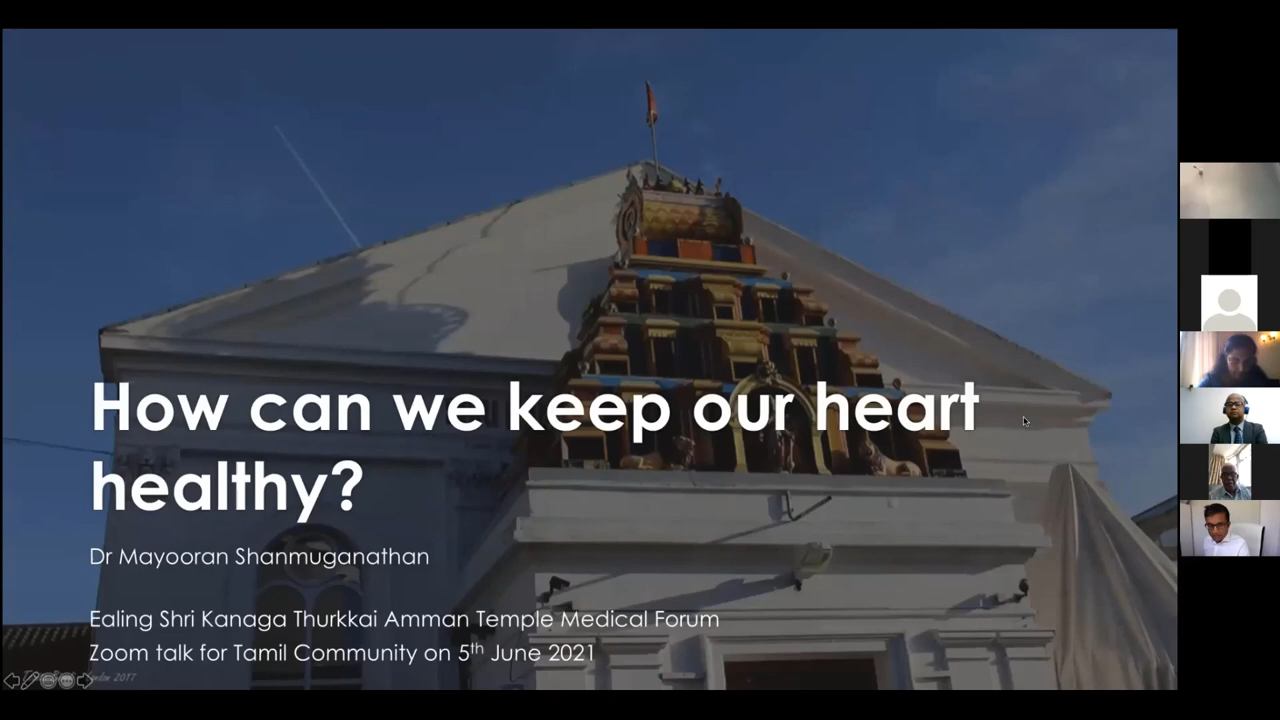 How can we keep our heart
healthy?
Dr Mayooran Shanmuganathan
Ealing Shri Kanaga Thurkkai Amman Temple Medical Forum
Zoom talk for Tamil Community on 5th June 2021
2017